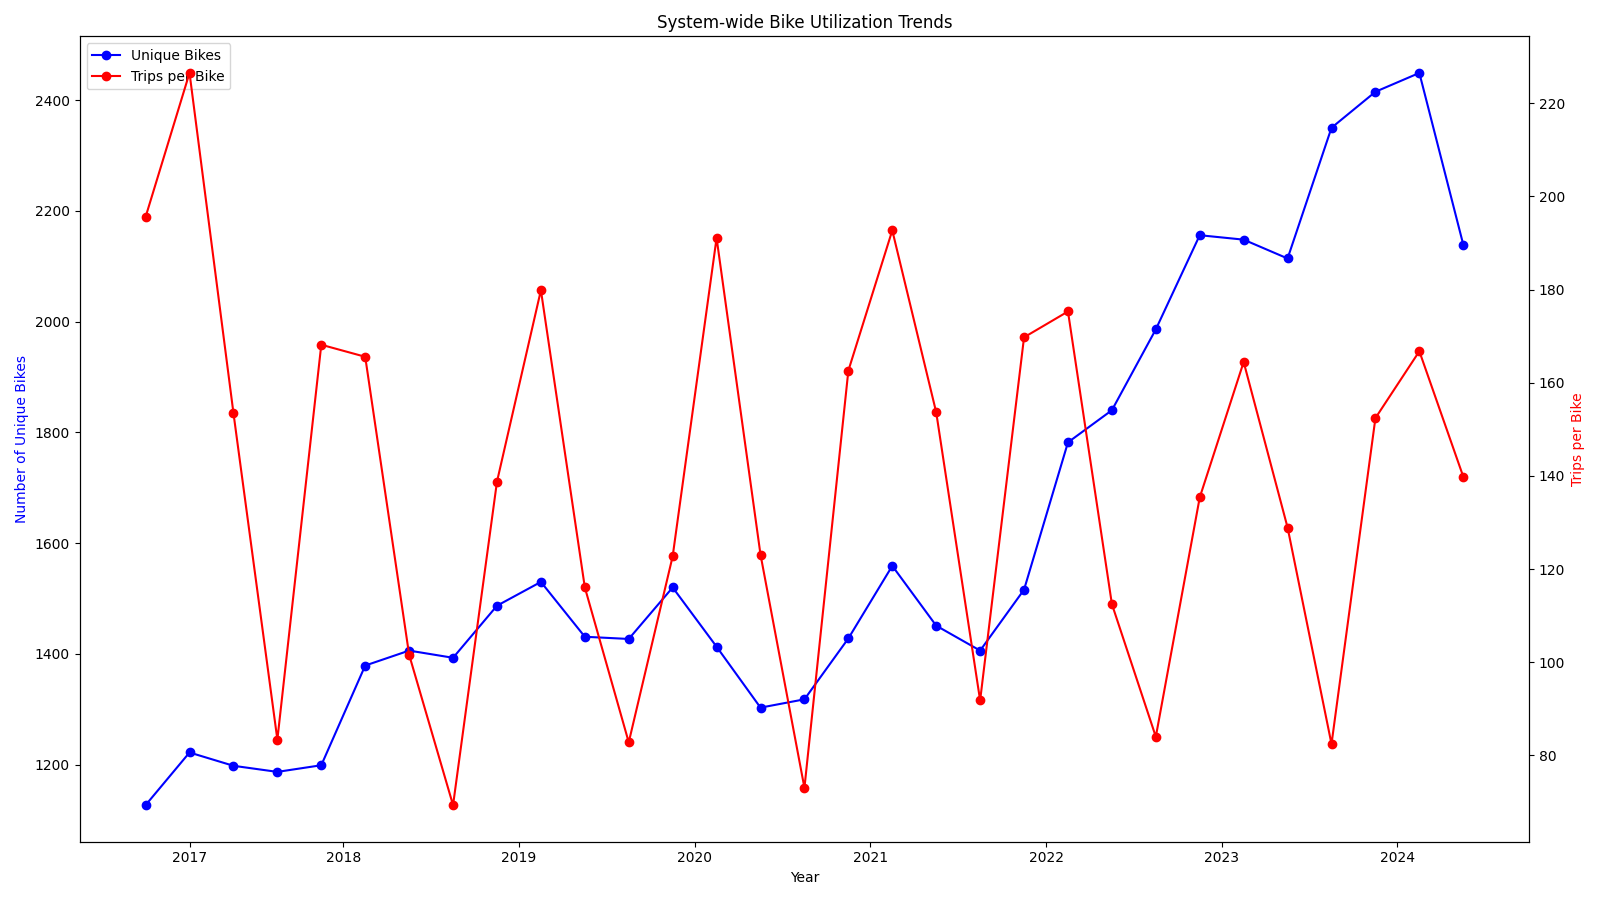 System-wide Bike Utilization Trends
Unique Bikes
Trips per Bike
2400
2200
2000
1800
1600
1400
1200
Number of Unique Bikes
220
200
180
160
140
120
100
80
Trips per Bike
2017 2018 2019 2020 2021 2022 2023 2024
Year